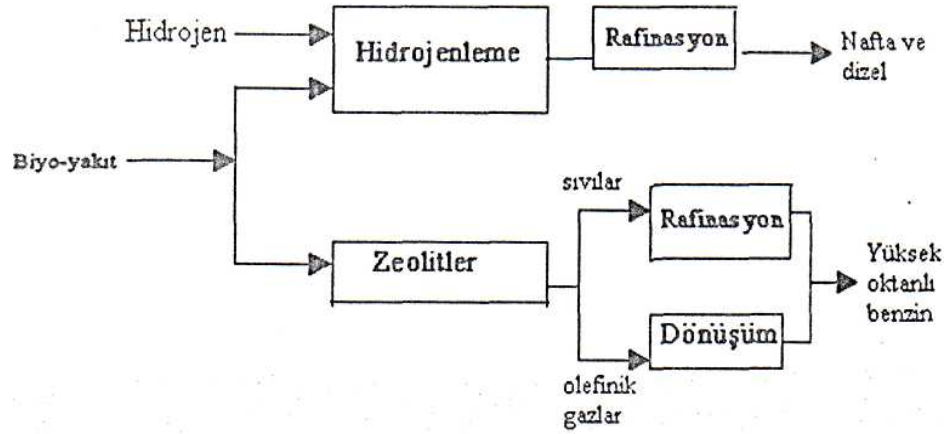 Hidrojen
Hidrojenleme
Rafinasyon
Nafta ve
dizel
Biyo-yakıt
sıvılar
Rafinasyon
Zeolitler
Yüksek
oktanlı
benzin
Dönüşüm
olefinik
gazlar